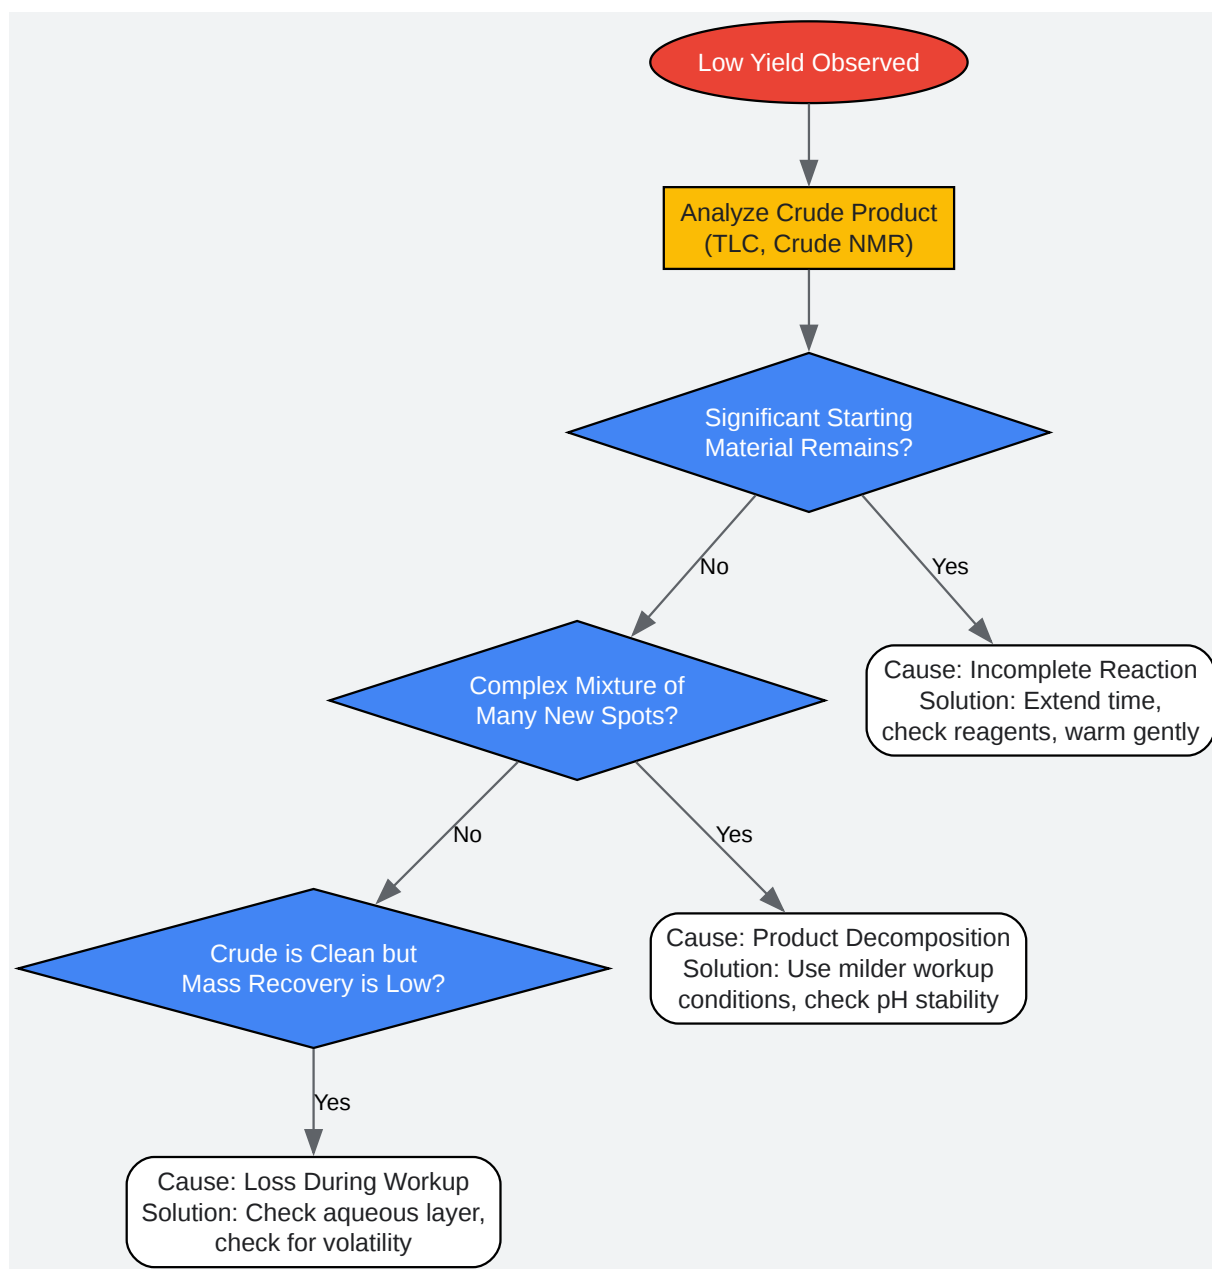 Low Yield Observed
Analyze Crude Product
(TLC, Crude NMR)
Significant Starting
Material Remains?
No
Yes
Cause: Incomplete Reaction
Solution: Extend time,
check reagents, warm gently
Complex Mixture of
Many New Spots?
No
Yes
Cause: Product Decomposition
Solution: Use milder workup
conditions, check pH stability
Crude is Clean but
Mass Recovery is Low?
Yes
Cause: Loss During Workup
Solution: Check aqueous layer,
check for volatility